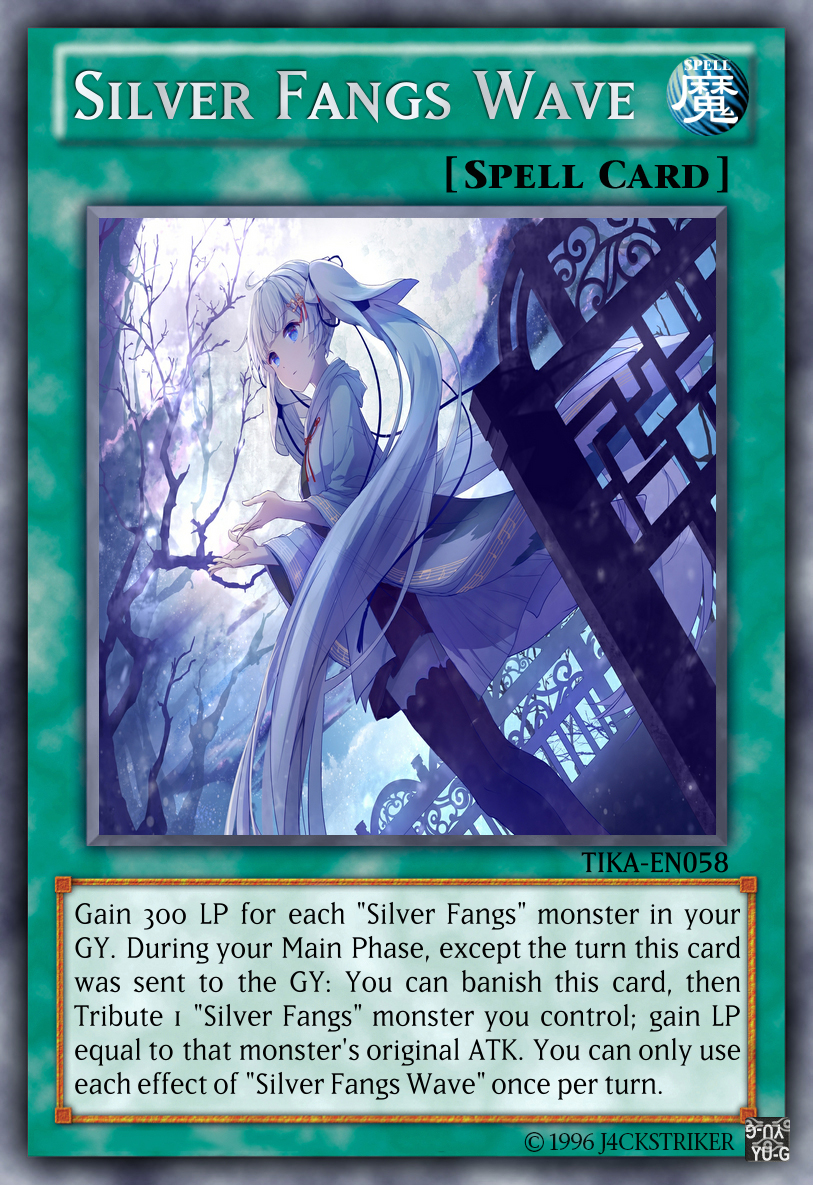 SILVER FANGS WAVE
SPELL
魔
[SPELL CARD]
TIKA-EN058
Gain 300 LP for each "Silver Fangs" monster in your
GY. During your Main Phase, except the turn this card
was sent to the GY: You can banish this card, then
Tribute 1 "Silver Fangs" monster you control; gain LP
equal to that monster's original ATK. You can only use
each effect of "Silver Fangs Wave" once per turn.
© 1996 J4CKSTRIKER
YU-G
YU-G